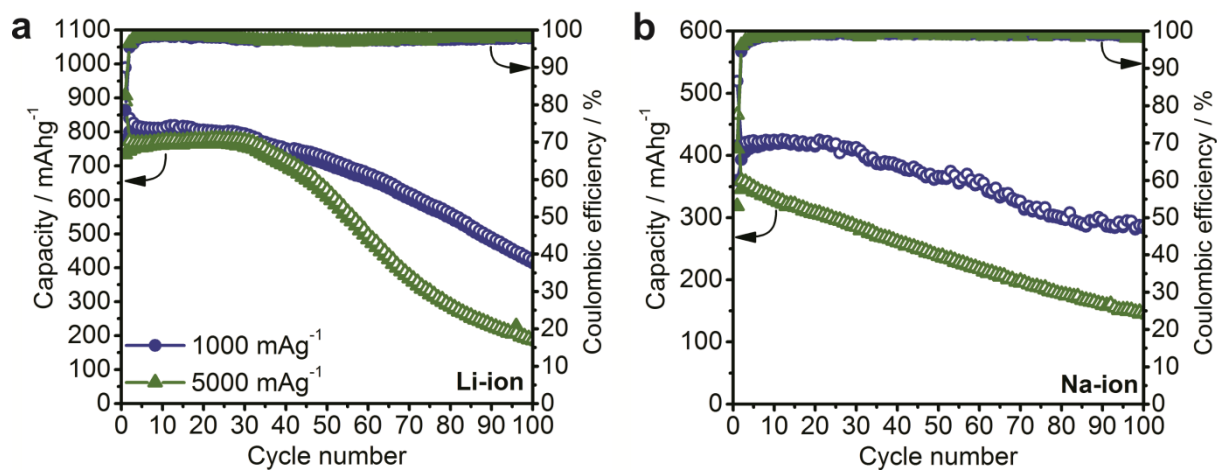 a
Capacity / mAhg-1
1100
1000
900
800
700
600
500
400
300
200
100
0
0 10 20 30 40 50 60 70 80 90 100
Cycle number
100
90
80
70
60
50
40
30
20
10
0
Coulombic efficiency / %
1000 mAg-1
5000 mAg-1
Li-ion
b
Capacity / mAhg-1
600
500
400
300
200
100
0
0 10 20 30 40 50 60 70 80 90 100
Cycle number
100
90
80
70
60
50
40
30
20
10
0
Coulombic efficiency / %
Na-ion